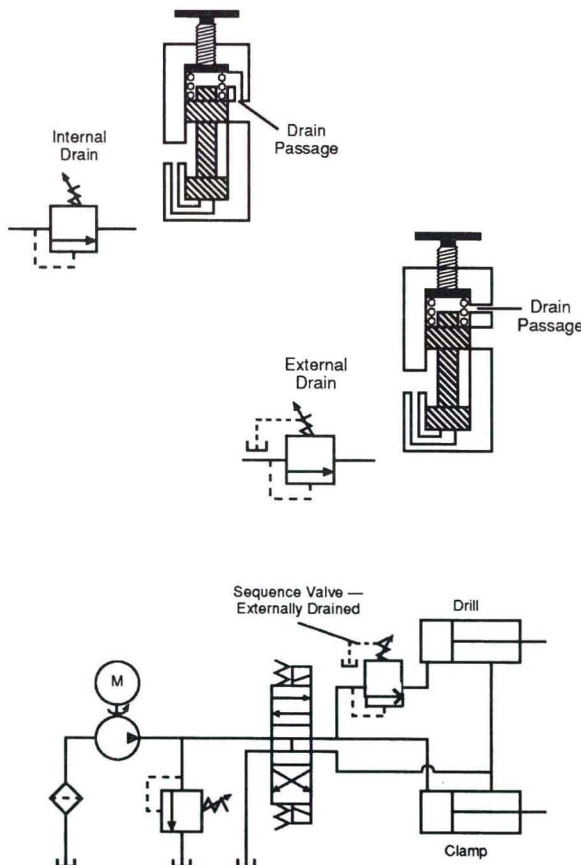 Internal
Drain
Drain
Passage
External
Drain
Drain
Passage
Sequence Valve —
Externally Drained
Drill
M
Clamp